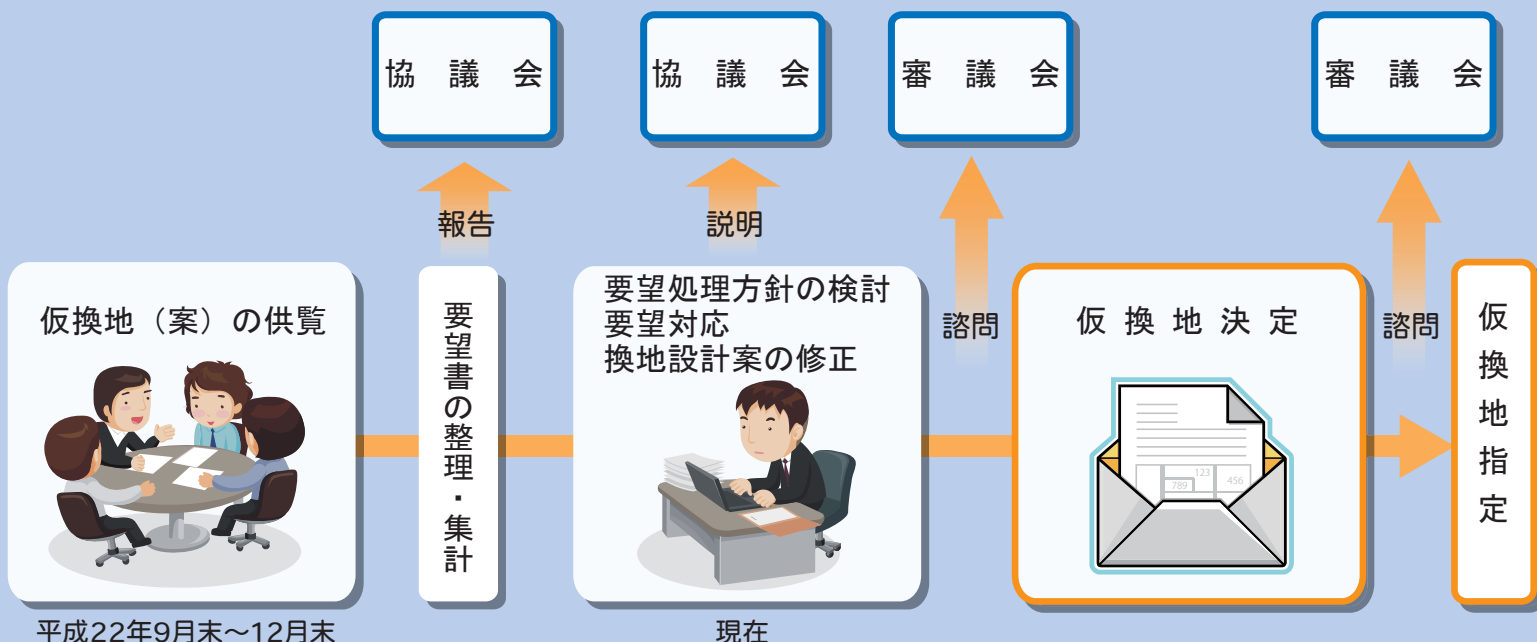 協議会
協議会
審議会
審議会
報告
説明
諮問
諮問
仮換地（案）の供覧
要望書の整理・集計
要望処理方針の検討
要望対応
換地設計案の修正
仮換地決定
仮換地指定
123
789
456
平成22年9月末～12月末
現在